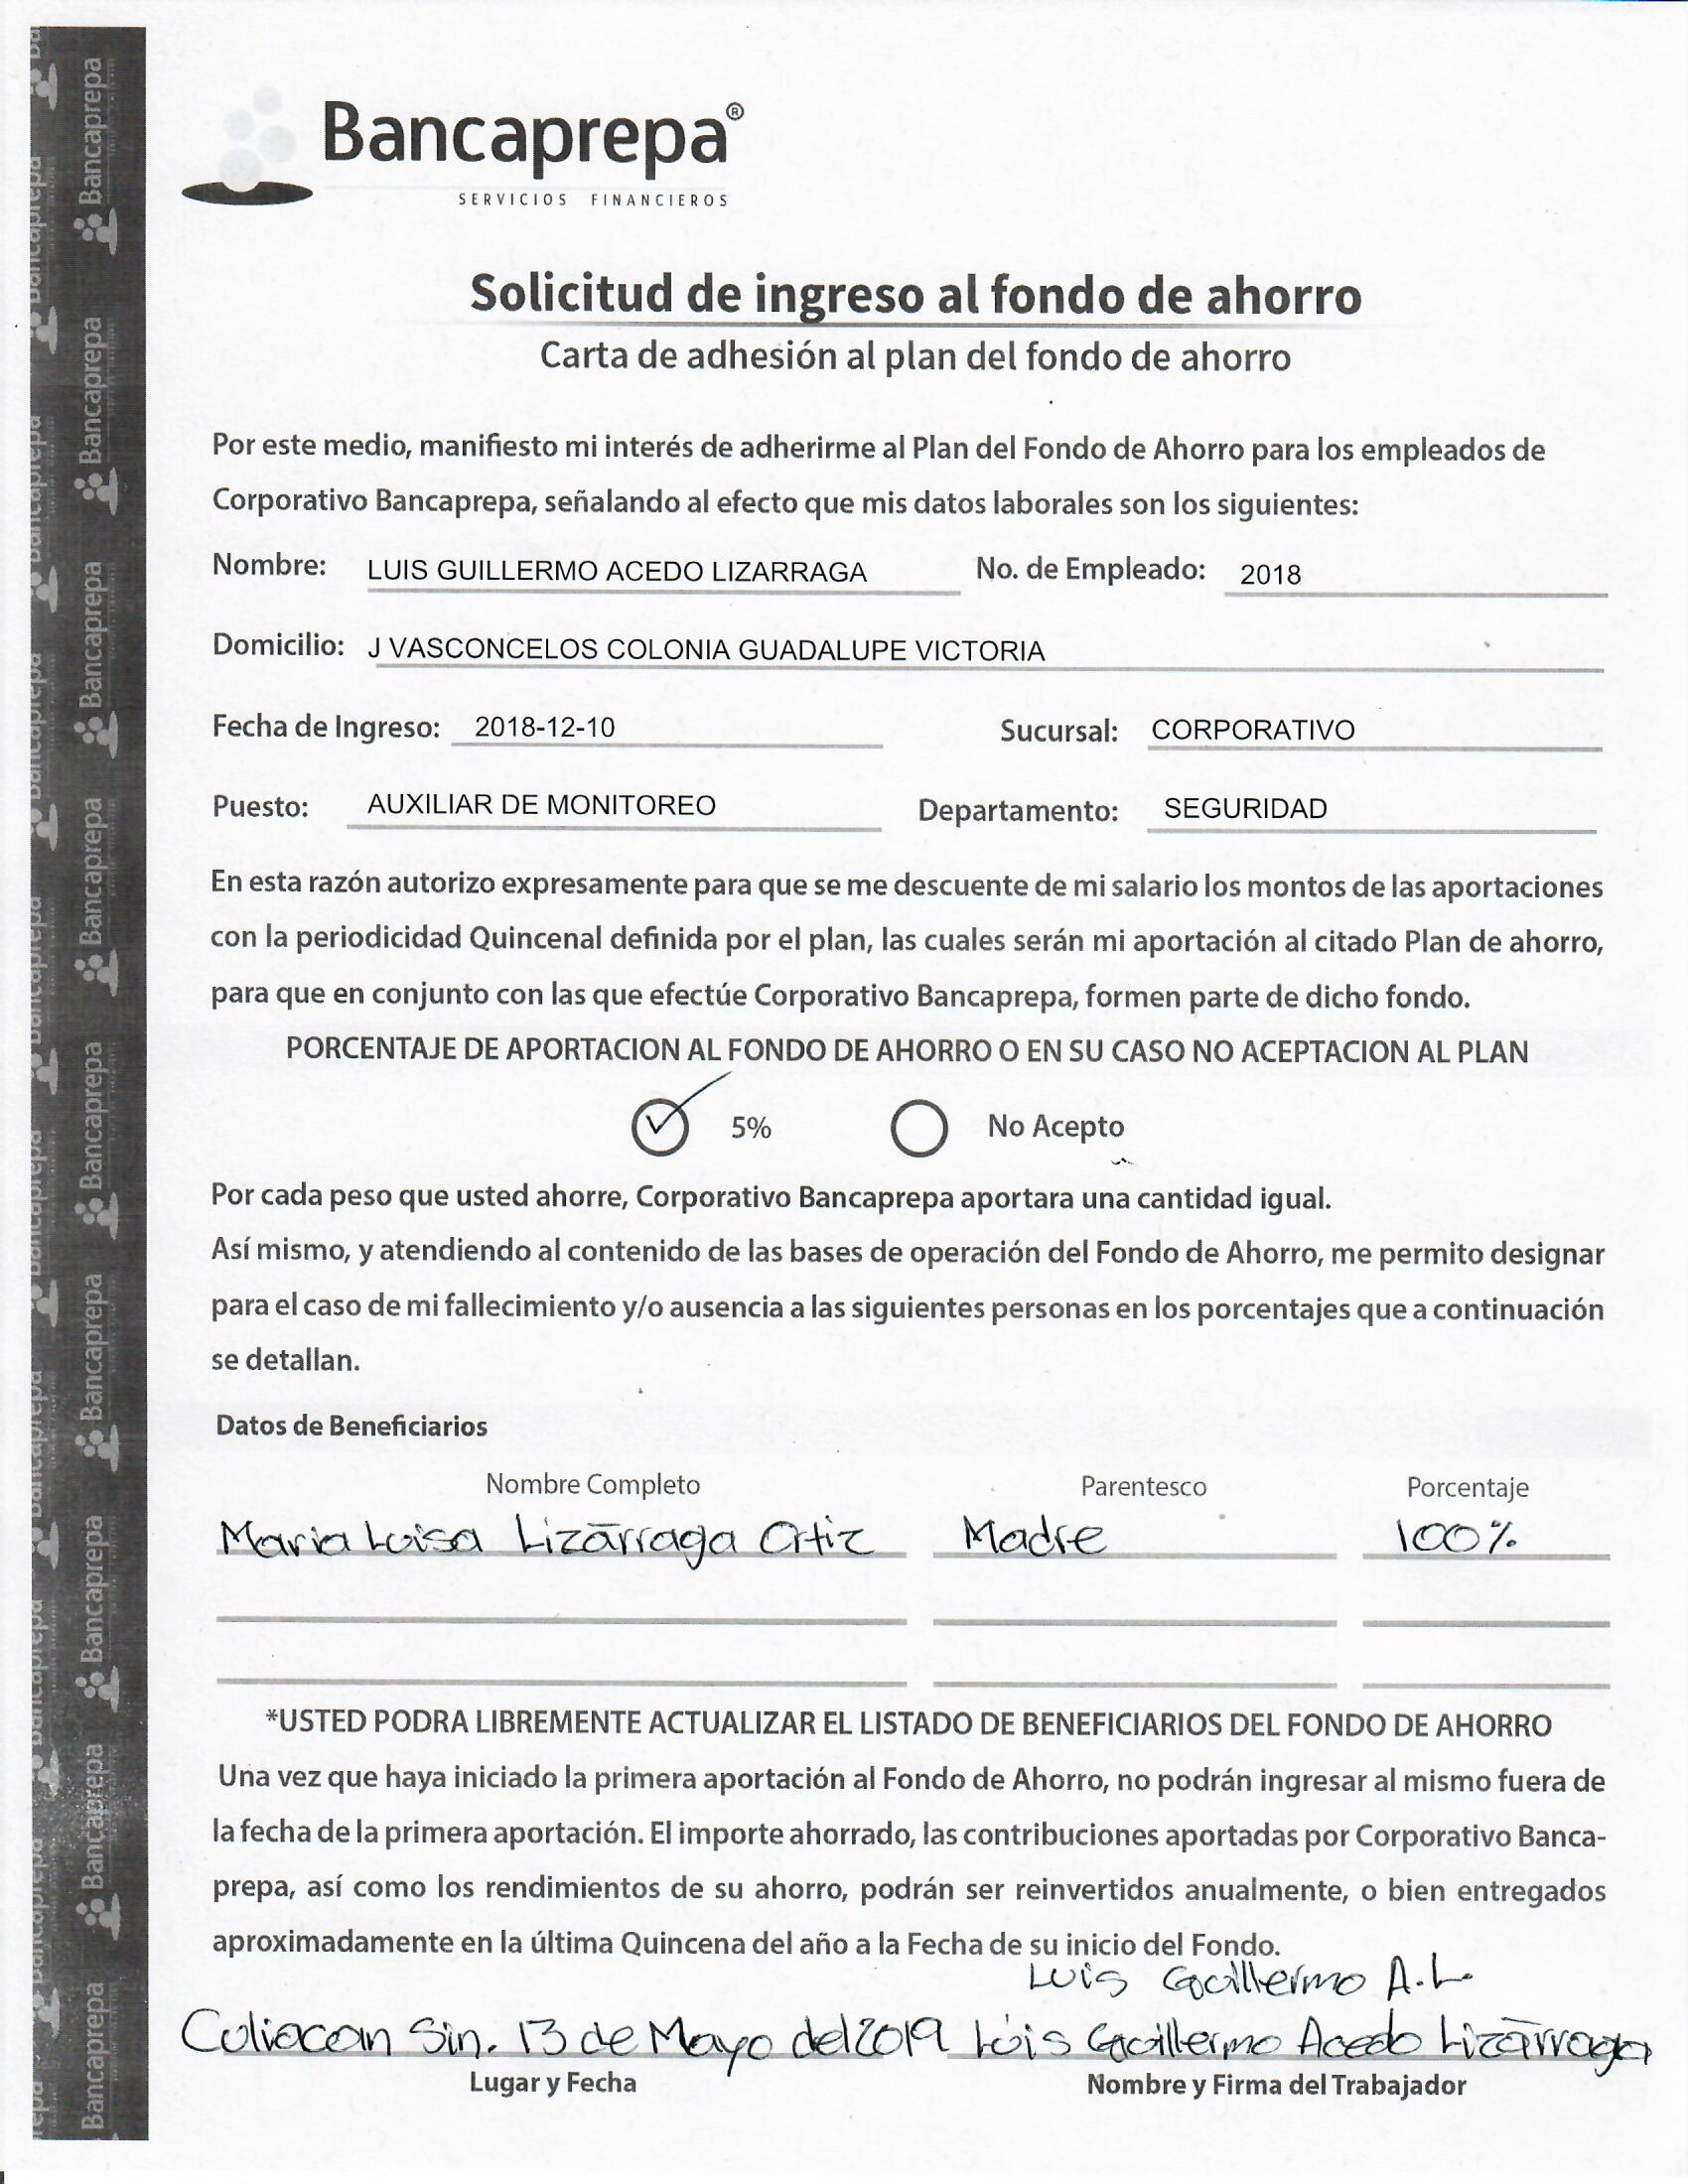 Bancaprepa®
SERVICIOS FINANCIEROS
Solicitud de ingreso al fondo de ahorro
Carta de adhesión al plan del fondo de ahorro
Por este medio, manifiesto mi interés de adherirme al Plan del Fondo de Ahorro para los empleados de
Corporativo Bancaprepa, señalando al efecto que mis datos laborales son los siguientes:
Nombre: LUIS GUILLERMO ACEDO LIZARRAGA No. de Empleado: 2018
Domicilio: J VASCONCELOS COLONIA GUADALUPE VICTORIA
Fecha de Ingreso: 2018-12-10 Sucursal: CORPORATIVO
Puesto: AUXILIAR DE MONITOREO Departamento: SEGURIDAD
En esta razón autorizo expresamente para que se me descuente de mi salario los montos de las aportaciones
con la periodicidad Quincenal definida por el plan, las cuales serán mi aportación al citado Plan de ahorro,
para que en conjunto con las que efectúe Corporativo Bancaprepa, formen parte de dicho fondo.
PORCENTAJE DE APORTACION AL FONDO DE AHORRO O EN SU CASO NO ACEPTACION AL PLAN
5% No Acepto
Por cada peso que usted ahorre, Corporativo Bancaprepa aportara una cantidad igual.
Así mismo, y atendiendo al contenido de las bases de operación del Fondo de Ahorro, me permito designar
para el caso de mi fallecimiento y/o ausencia a las siguientes personas en los porcentajes que a continuación
se detallan.
Datos de Beneficiarios
Nombre Completo Parentesco Porcentaje
Maria Luisa Lizárraga Ortiz Madre 100%
*USTED PODRA LIBREMENTE ACTUALIZAR EL LISTADO DE BENEFICIARIOS DEL FONDO DE AHORRO
Una vez que haya iniciado la primera aportación al Fondo de Ahorro, no podrán ingresar al mismo fuera de
la fecha de la primera aportación. El importe ahorrado, las contribuciones aportadas por Corporativo Banca-
prepa, así como los rendimientos de su ahorro, podrán ser reinvertidos anualmente, o bien entregados
aproximadamente en la última Quincena del año a la Fecha de su inicio del Fondo.
Luis Guillermo A.L.
Culiacan Sin. 13 de Mayo del 2019 Luis Guillermo Acedo Lizárraga
Lugar y Fecha Nombre y Firma del Trabajador